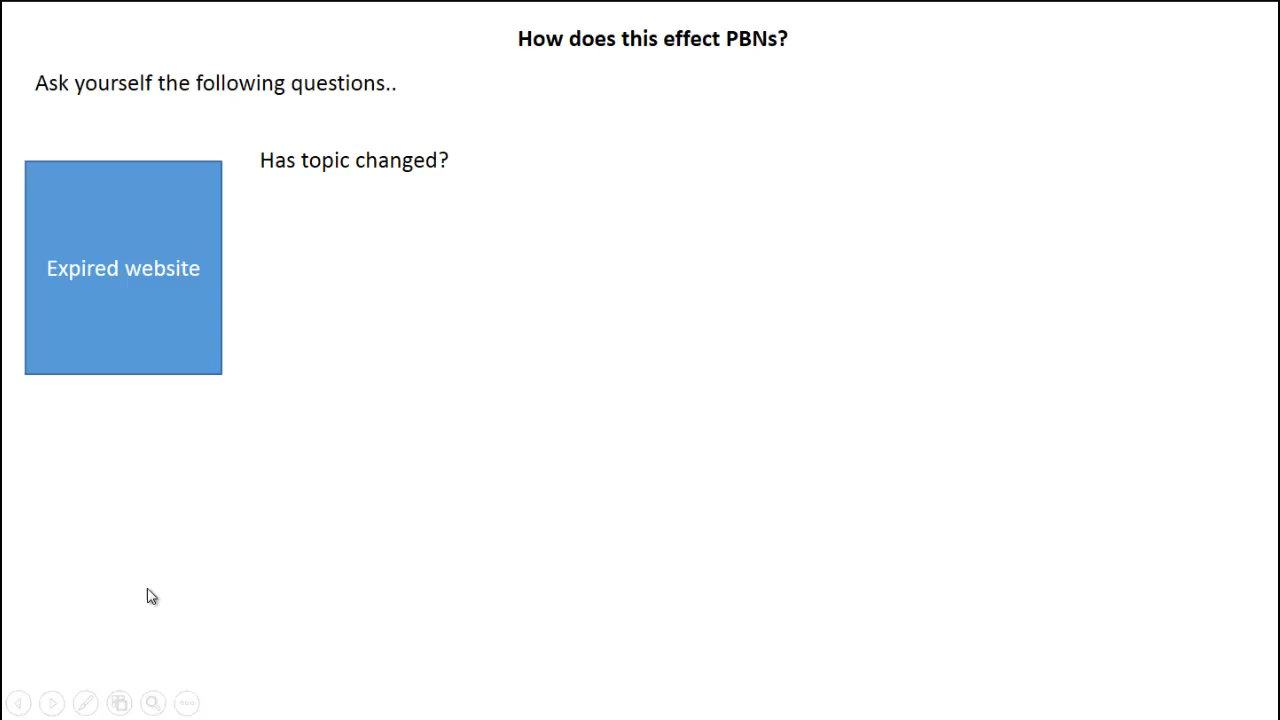 How does this effect PBNs?
Ask yourself the following questions..
Has topic changed?
Expired website